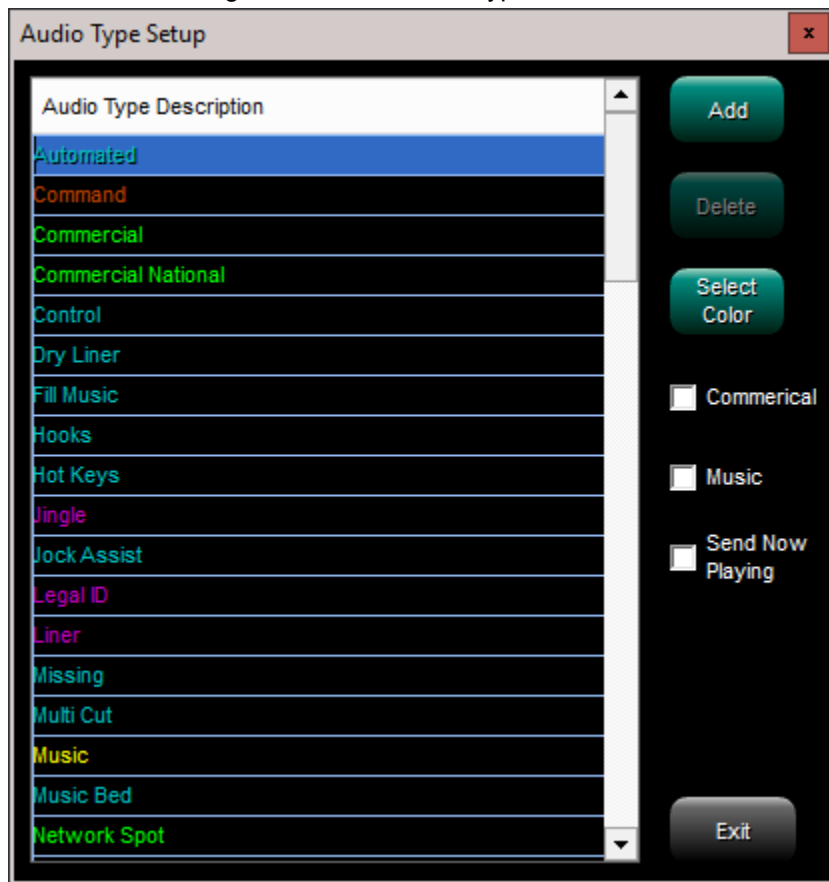 Audio Type Setup
x
Audio Type Description
Automated
Command
Commercial
Commercial National
Control
Dry Liner
Fill Music
Hooks
Hot Keys
Jingle
Jock Assist
Legal ID
Liner
Missing
Multi Cut
Music
Music Bed
Network Spot
Add
Delete
Select
Color
Commerical
Music
Send Now
Playing
Exit